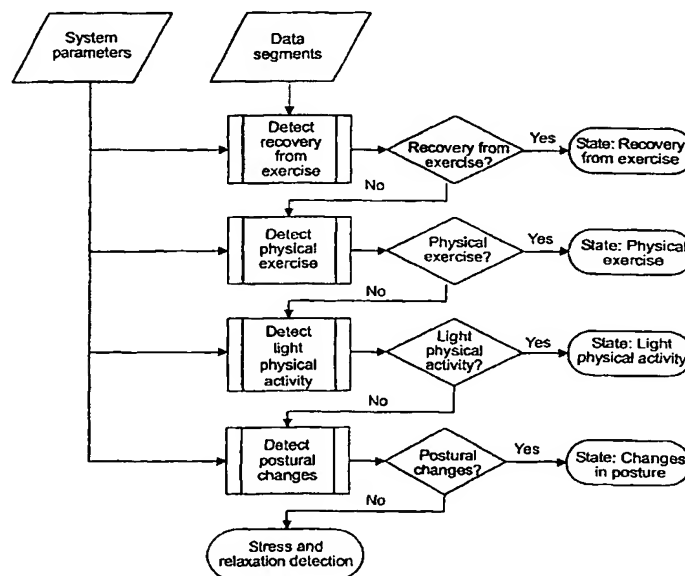 System
parameters
Data
segments
Detect
recovery
from
exercise
Recovery from
exercise?
Yes
State: Recovery
from exercise
No
Detect
physical
exercise
Physical
exercise?
Yes
State: Physical
exercise
No
Detect
light
physical
activity
Light
physical
activity?
Yes
State: Light
physical activity
No
Detect
postural
changes
Postural
changes?
Yes
State: Changes
in posture
No
Stress and
relaxation detection